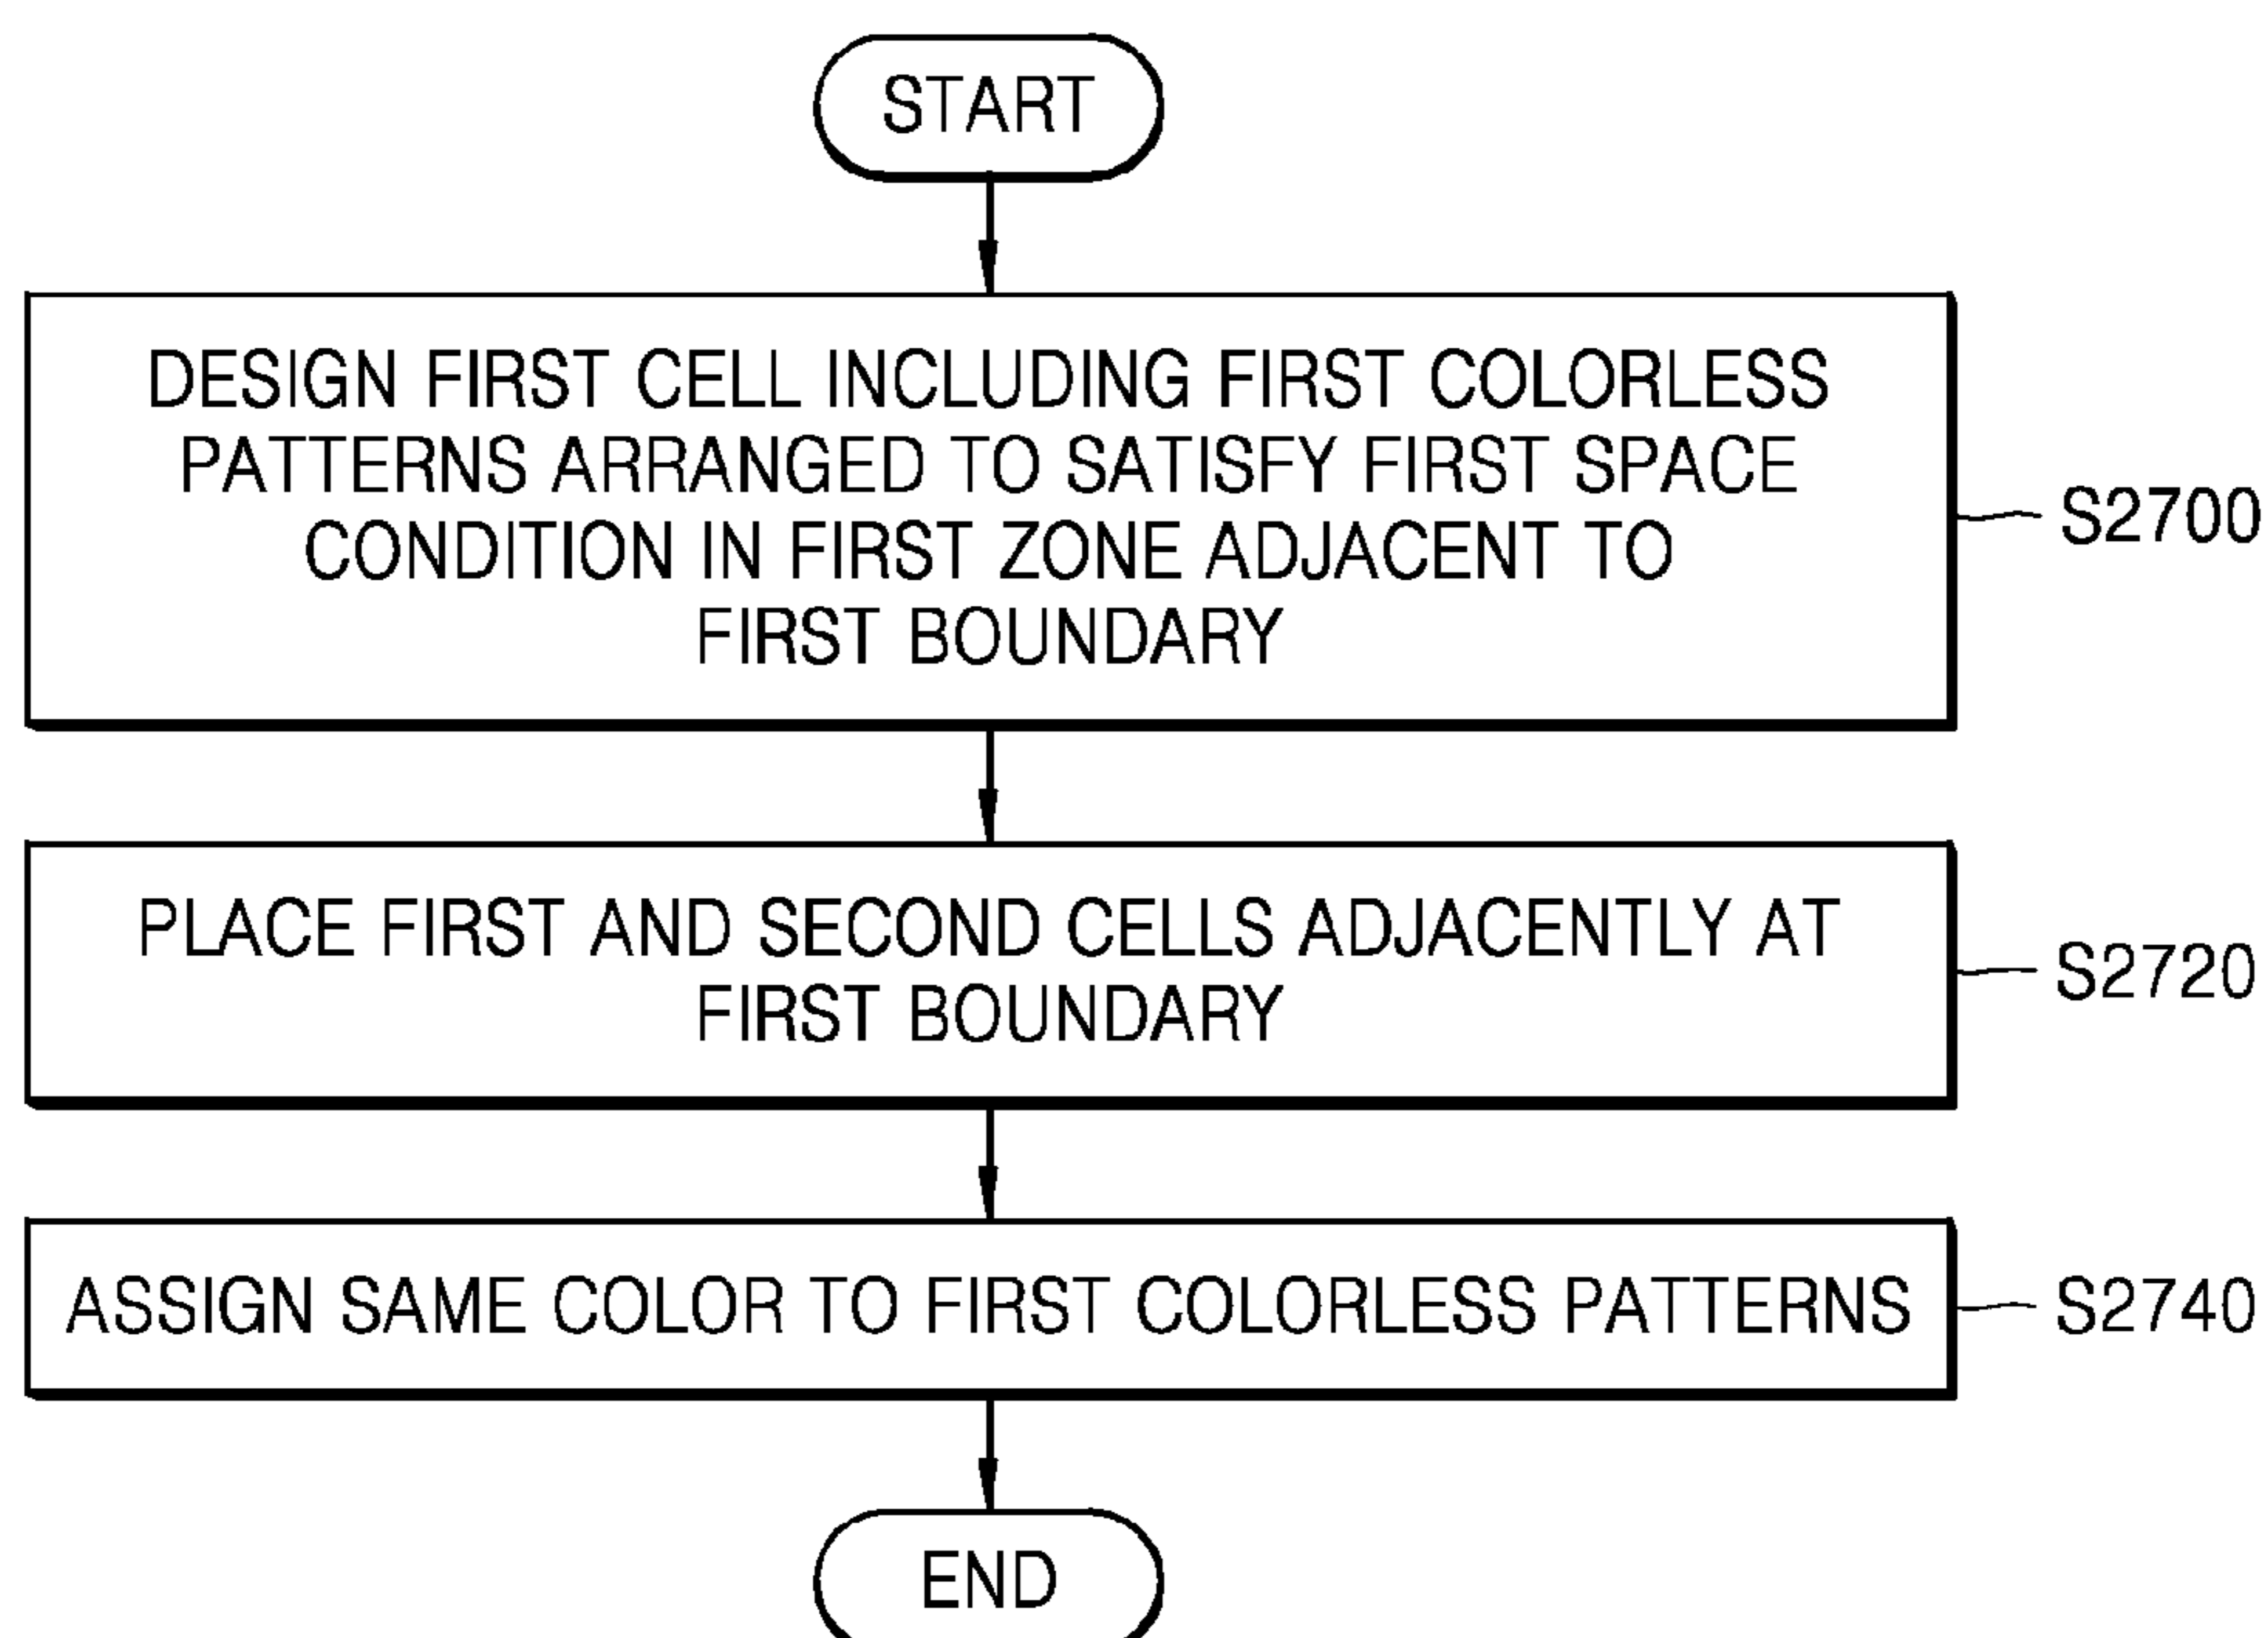 START
DESIGN FIRST CELL INCLUDING FIRST COLORLESS
PATTERNS ARRANGED TO SATISFY FIRST SPACE
CONDITION IN FIRST ZONE ADJACENT TO
FIRST BOUNDARY
S2700
PLACE FIRST AND SECOND CELLS ADJACENTLY AT
FIRST BOUNDARY
S2720
ASSIGN SAME COLOR TO FIRST COLORLESS PATTERNS
S2740
END